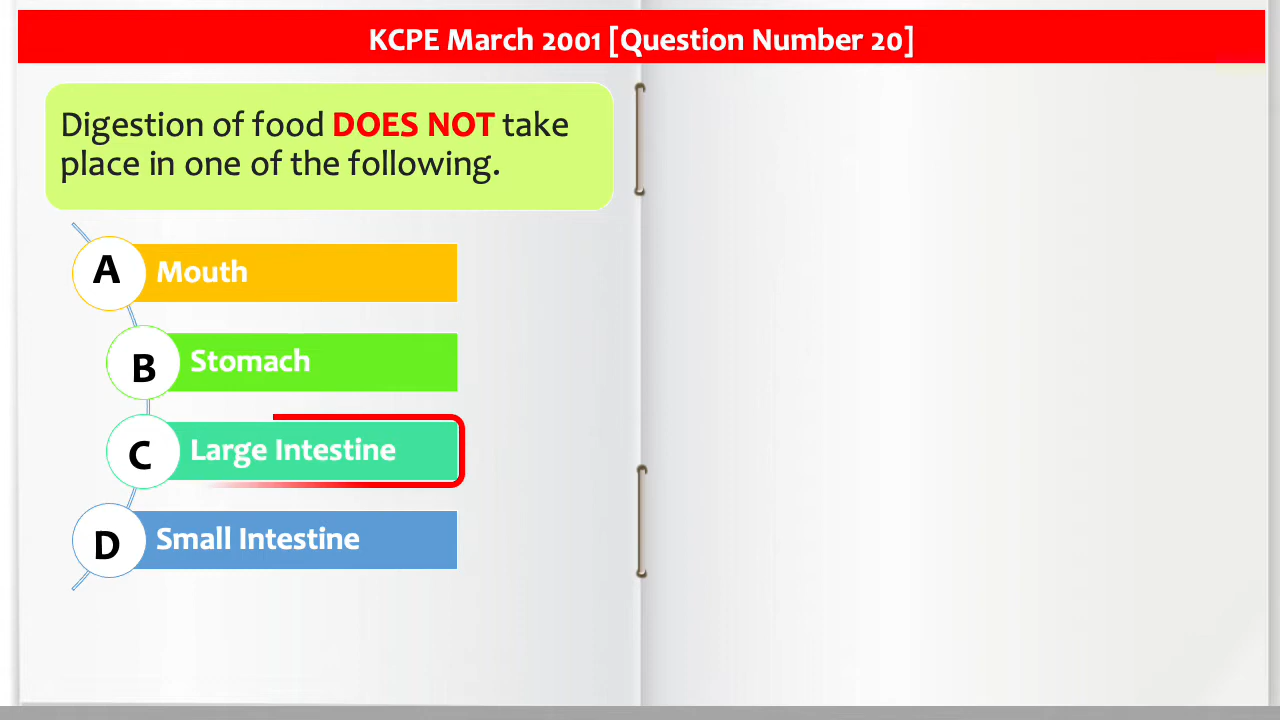 KCPE March 2001 [Question Number 20]
Digestion of food DOES NOT take
place in one of the following.
A Mouth
B Stomach
C Large Intestine
D Small Intestine